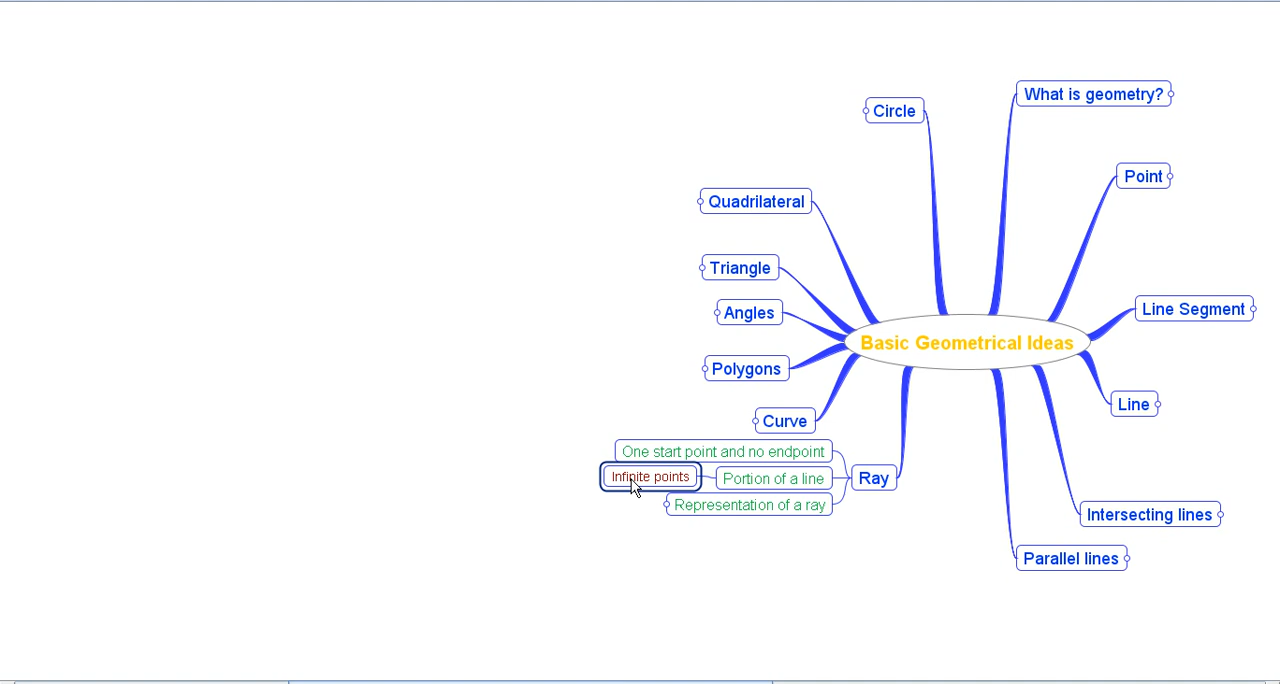 What is geometry?
Circle
Point
Quadrilateral
Triangle
Line Segment
Angles
Basic Geometrical Ideas
Polygons
Line
Curve
One start point and no endpoint
Infinite points
Portion of a line
Ray
Representation of a ray
Intersecting lines
Parallel lines